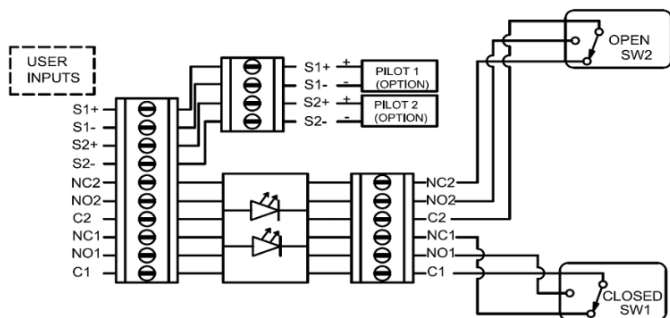 USER
INPUTS
S1+
S1-
S2+
S2-
NC2
NO2
C2
NC1
NO1
C1
S1+ + PILOT 1
S1- - (OPTION)
S2+ + PILOT 2
S2- - (OPTION)
NC2
NO2
C2
NC1
NO1
C1
OPEN
SW2
CLOSED
SW1